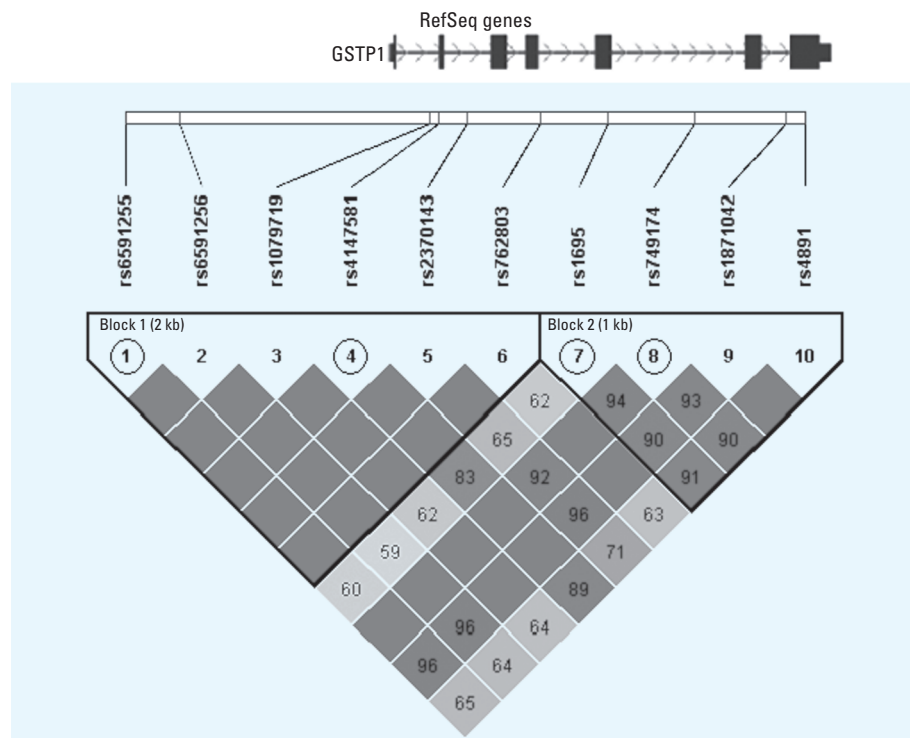 RefSeq genes
GSTP1
rs6591255 rs6591256 rs1079719 rs4147581 rs2370143 rs762803 rs1695 rs749174 rs1871042 rs4891
Block 1 (2 kb) Block 2 (1 kb)
1 2 3 4 5 6 7 8 9 10
62 94 93
65 90 90
83 92 91
62 96 63
59 71
60 89
96 64
96 64
65